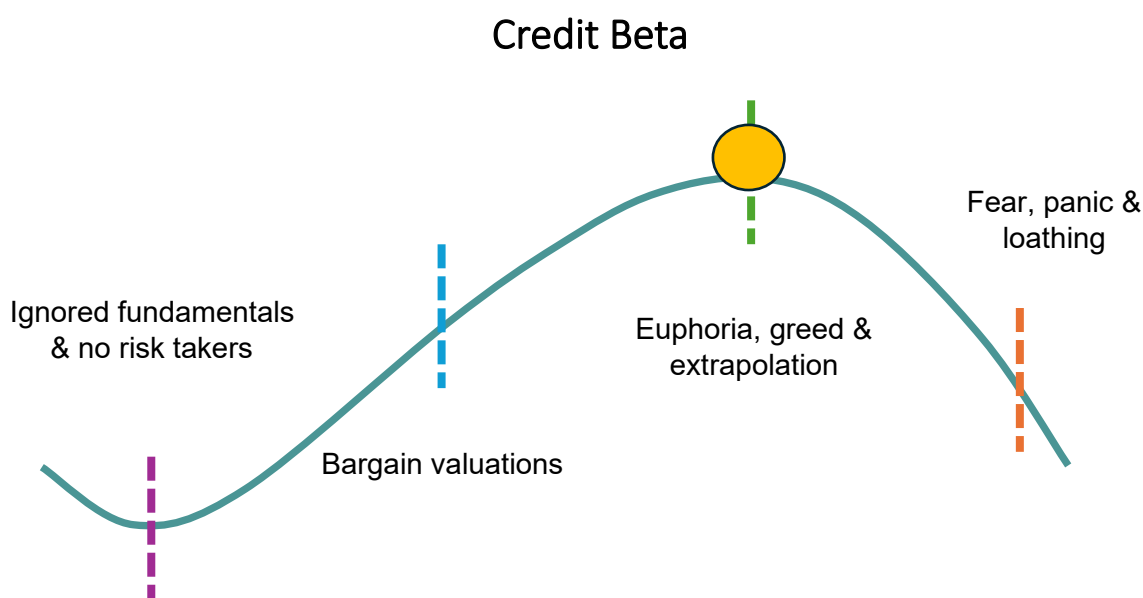 Credit Beta
Fear, panic &
loathing
Ignored fundamentals
& no risk takers
Euphoria, greed &
extrapolation
Bargain valuations